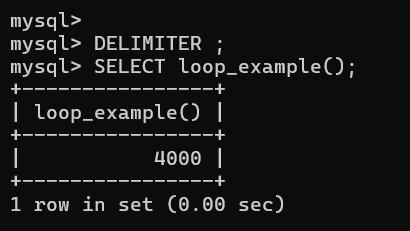 mysql>
mysql> DELIMITER ;
mysql> SELECT loop_example();
+----------------+
| loop_example() |
+----------------+
|           4000 |
+----------------+
1 row in set (0.00 sec)